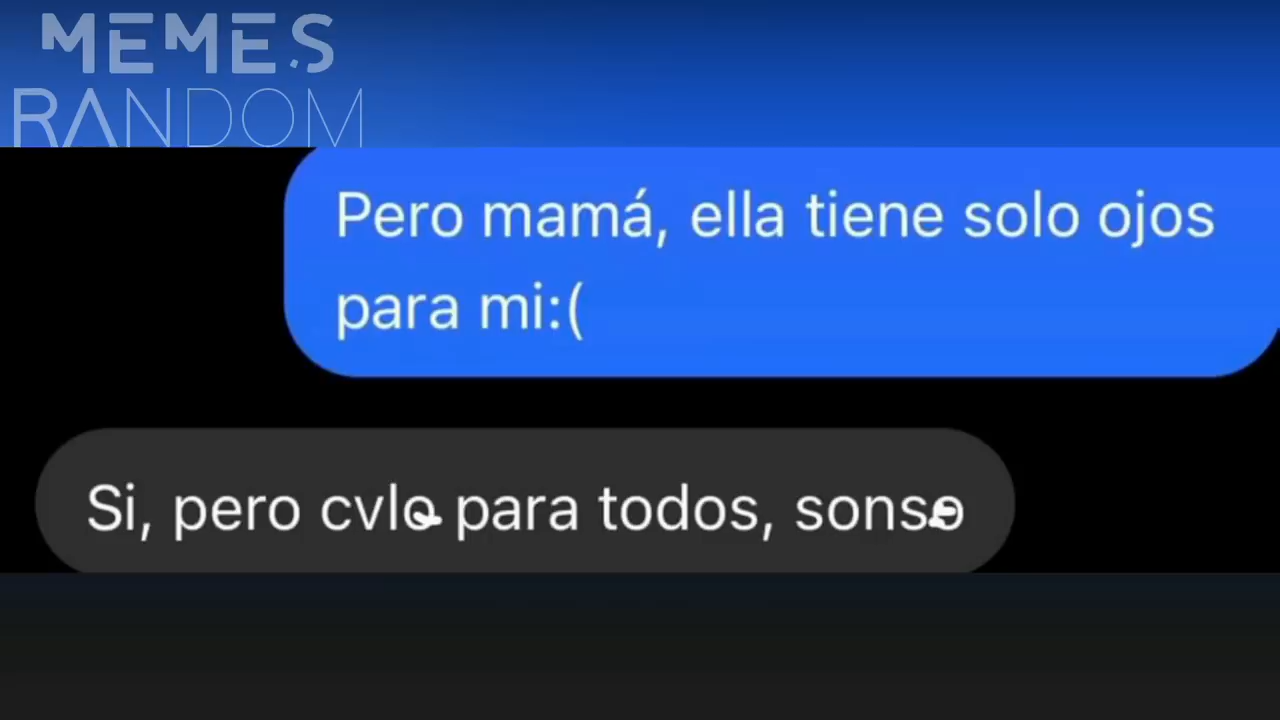 MEMES
RANDOM
Pero mamá, ella tiene solo ojos
para mi:(
Si, pero cvlo para todos, sonso